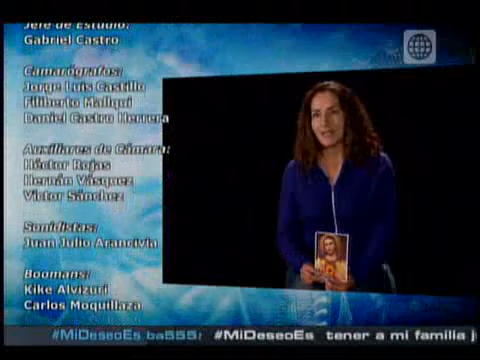 Jefe de Estudio:
Gabriel Castro
Camarógrafos:
Jorge Luis Castillo
Filiberto Mallqui
Daniel Castro Herrera
Auxiliares de Cámara:
Héctor Rojas
Hernán Vásquez
Víctor Sánchez
Sonidistas:
Juan Julio Arancivia
Boomans:
Kike Alvizuri
Carlos Moquillaza
#MiDeseoEs ba555: #MiDeseoEs tener a mi familia j